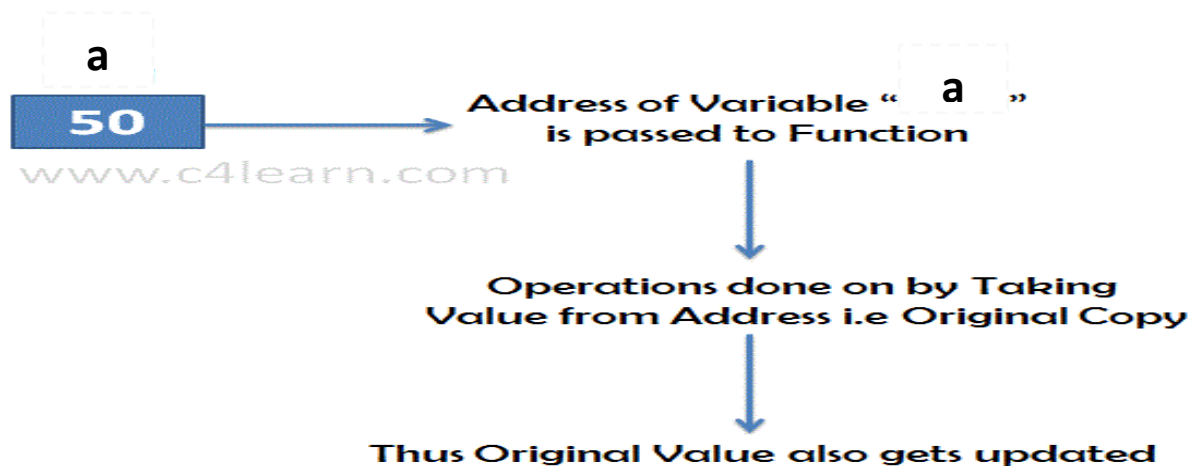 a
50
Address of Variable “ a ”
is passed to Function
www.c4learn.com
Operations done on by Taking
Value from Address i.e Original Copy
Thus Original Value also gets updated